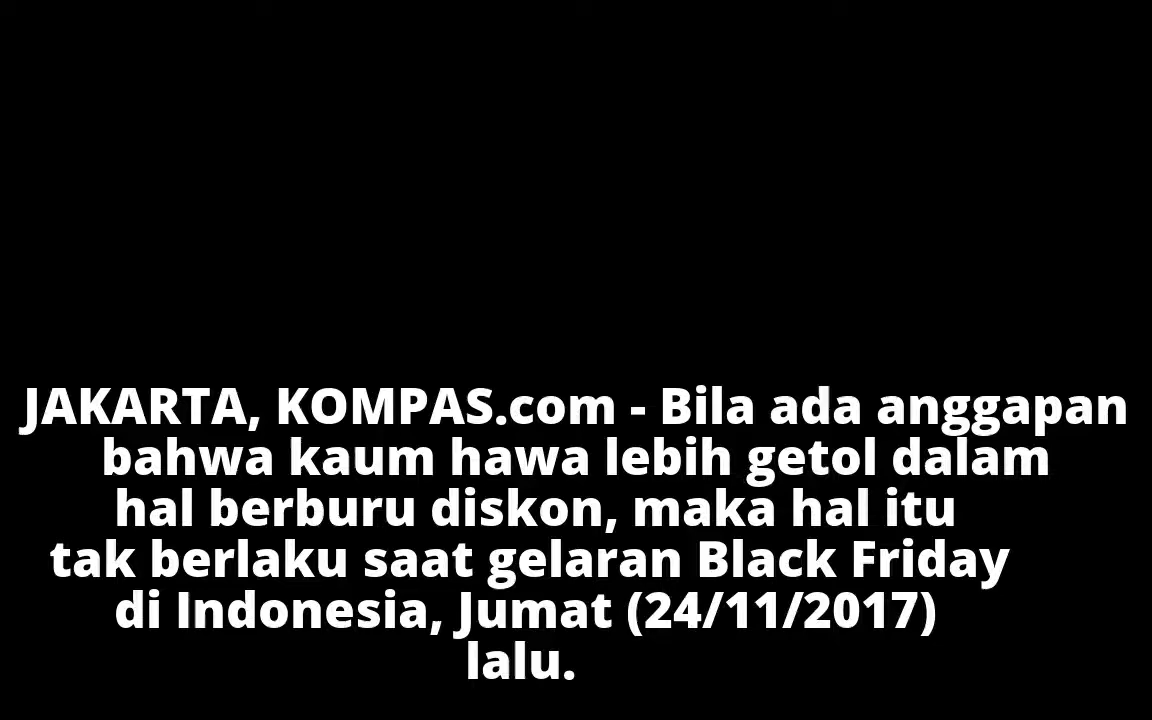 JAKARTA, KOMPAS.com - Bila ada anggapan
bahwa kaum hawa lebih getol dalam
hal berburu diskon, maka hal itu
tak berlaku saat gelaran Black Friday
di Indonesia, Jumat (24/11/2017)
lalu.